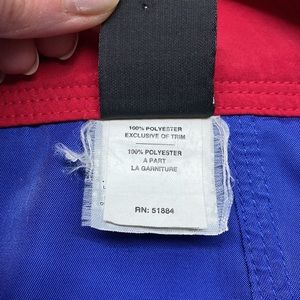 100% POLYESTER
EXCLUSIVE OF TRIM
100% POLYESTER
A PART
LA GARNITURE
RN: 51884